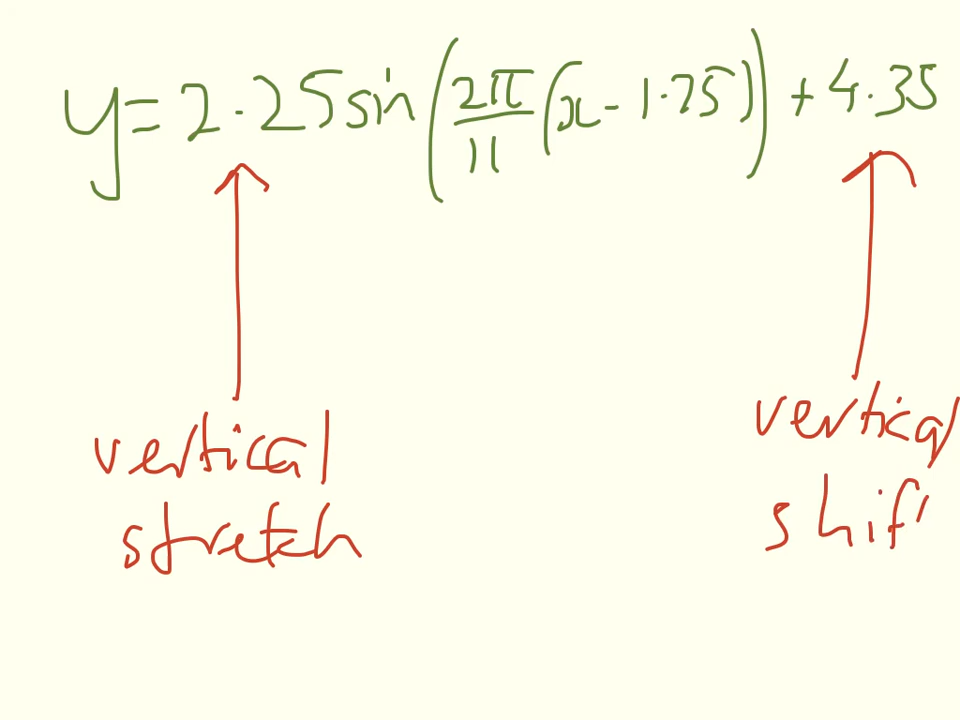 y = 2.25 sin(2π/11 (x - 1.75)) + 4.35
vertical stretch
vertical shift